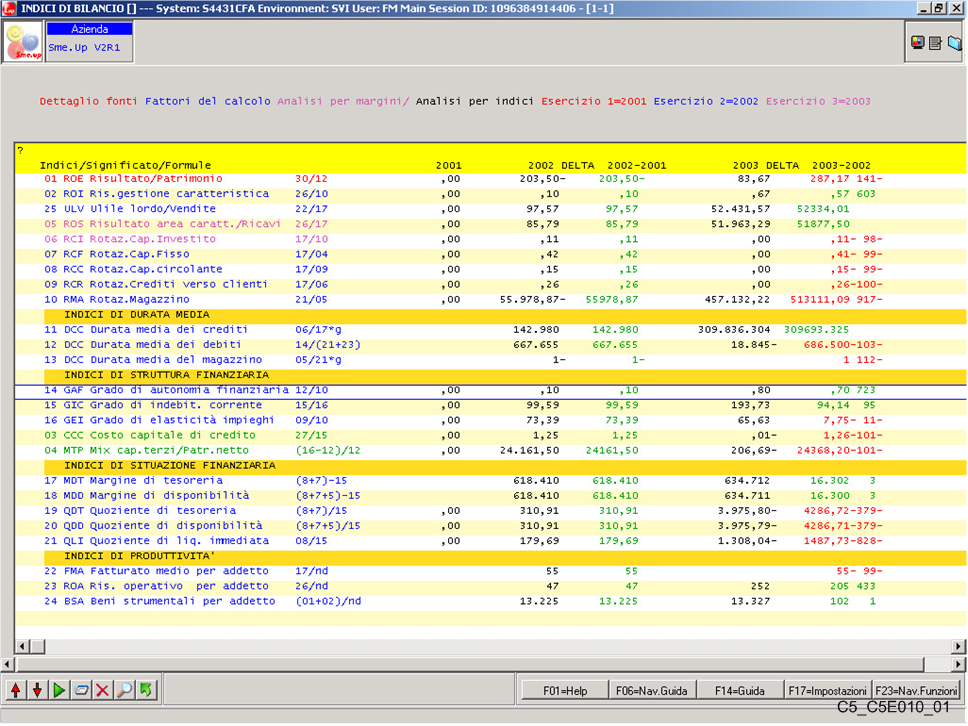 INDICI DI BILANCIO [] --- System: S4431CFA Environment: SVI User: FM Main Session ID: 1096384914406 - [1-1]
Azienda
Sme.Up V2R1
Sme.up
Dettaglio fonti Fattori del calcolo Analisi per margini/ Analisi per indici Esercizio 1=2001 Esercizio 2=2002 Esercizio 3=2003
?
Indici/Significato/Formule 2001 2002 DELTA 2002-2001 2003 DELTA 2003-2002
01 ROE Risultato/Patrimonio 30/12 ,00 203,50- 203,50- 83,67 287,17 141-
02 ROI Ris.gestione caratteristica 26/10 ,00 ,10 ,10 ,67 ,57 603
25 ULV Ulile lordo/Vendite 22/17 ,00 97,57 97,57 52.431,57 52334,01
05 ROS Risultato area caratt./Ricavi 26/17 ,00 85,79 85,79 51.963,29 51877,50
06 RCI Rotaz.Cap.Investito 17/10 ,00 ,11 ,11 ,00 ,11- 98-
07 RCF Rotaz.Cap.Fisso 17/04 ,00 ,42 ,42 ,00 ,41- 99-
08 RCC Rotaz.Cap.circolante 17/09 ,00 ,15 ,15 ,00 ,15- 99-
09 RCR Rotaz.Crediti verso clienti 17/06 ,00 ,26 ,26 ,00 ,26-100-
10 RMA Rotaz.Magazzino 21/05 ,00 55.978,87- 55978,87 457.132,22 513111,09 917-
INDICI DI DURATA MEDIA
11 DCC Durata media dei crediti 06/17*g 142.980 142.980 309.836.304 309693.325
12 DCC Durata media dei debiti 14/(21+23) 667.655 667.655 18.845- 686.500-103-
13 DCC Durata media del magazzino 05/21*g 1- 1- 1 112-
INDICI DI STRUTTURA FINANZIARIA
14 GAF Grado di autonomia finanziaria 12/10 ,00 ,10 ,10 ,80 ,70 723
15 GIC Grado di indebit. corrente 15/16 ,00 99,59 99,59 193,73 94,14 95
16 GEI Grado di elasticità impieghi 09/10 ,00 73,39 73,39 65,63 7,75- 11-
03 CCC Costo capitale di credito 27/15 ,00 1,25 1,25 ,01- 1,26-101-
04 MTP Mix cap.terzi/Patr.netto (16-12)/12 ,00 24.161,50 24161,50 206,69- 24368,20-101-
INDICI DI SITUAZIONE FINANZIARIA
17 MDT Margine di tesoreria (8+7)-15 618.410 618.410 634.712 16.302 3
18 MDD Margine di disponibilità (8+7+5)-15 618.410 618.410 634.711 16.300 3
19 QDT Quoziente di tesoreria (8+7)/15 ,00 310,91 310,91 3.975,80- 4286,72-379-
20 QDD Quoziente di disponibilità (8+7+5)/15 ,00 310,91 310,91 3.975,79- 4286,71-379-
21 QLI Quoziente di liq. immediata 08/15 ,00 179,69 179,69 1.308,04- 1487,73-828-
INDICI DI PRODUTTIVITA'
22 FMA Fatturato medio per addetto 17/nd 55 55 55- 99-
23 ROA Ris. operativo per addetto 26/nd 47 47 252 205 433
24 BSA Beni strumentali per addetto (01+02)/nd 13.225 13.225 13.327 102 1
F01=Help F06=Nav.Guida F14=Guida F17=Impostazioni F23=Nav.Funzioni
C5_C5E010_01